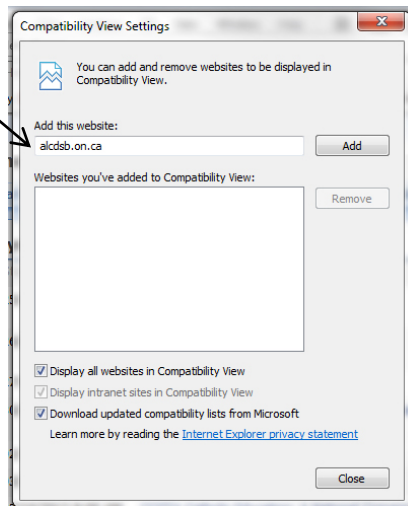 Compatibility View Settings
You can add and remove websites to be displayed in
Compatibility View.
Add this website:
alcdsb.on.ca
Add
Websites you've added to Compatibility View:
Remove
Display all websites in Compatibility View
Display intranet sites in Compatibility View
Download updated compatibility lists from Microsoft
Learn more by reading the Internet Explorer privacy statement
Close